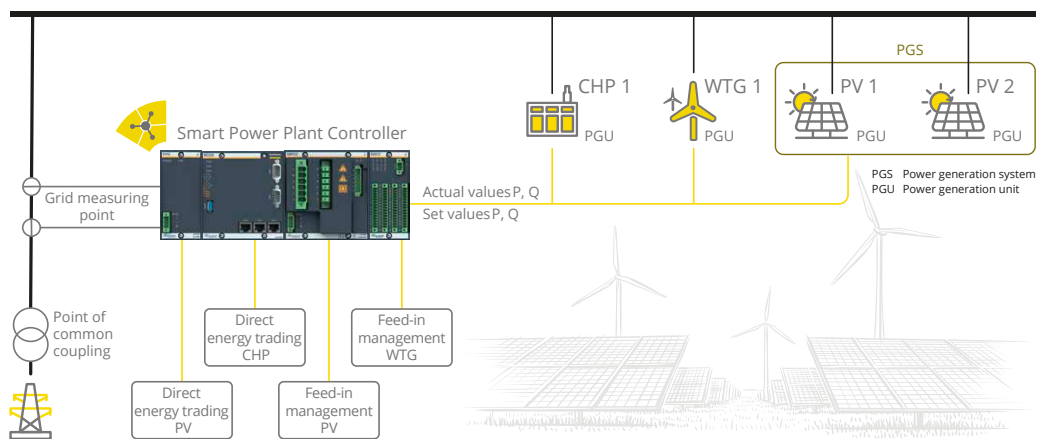 PGS
CHP 1
WTG 1
PV 1
PV 2
PGU
PGU
PGU
PGU
Smart Power Plant Controller
PGS Power generation system
PGU Power generation unit
Grid measuring
point
Actual values P, Q
Set values P, Q
Point of
common
coupling
Direct
energy trading
CHP
Feed-in
management
WTG
Direct
energy trading
PV
Feed-in
management
PV